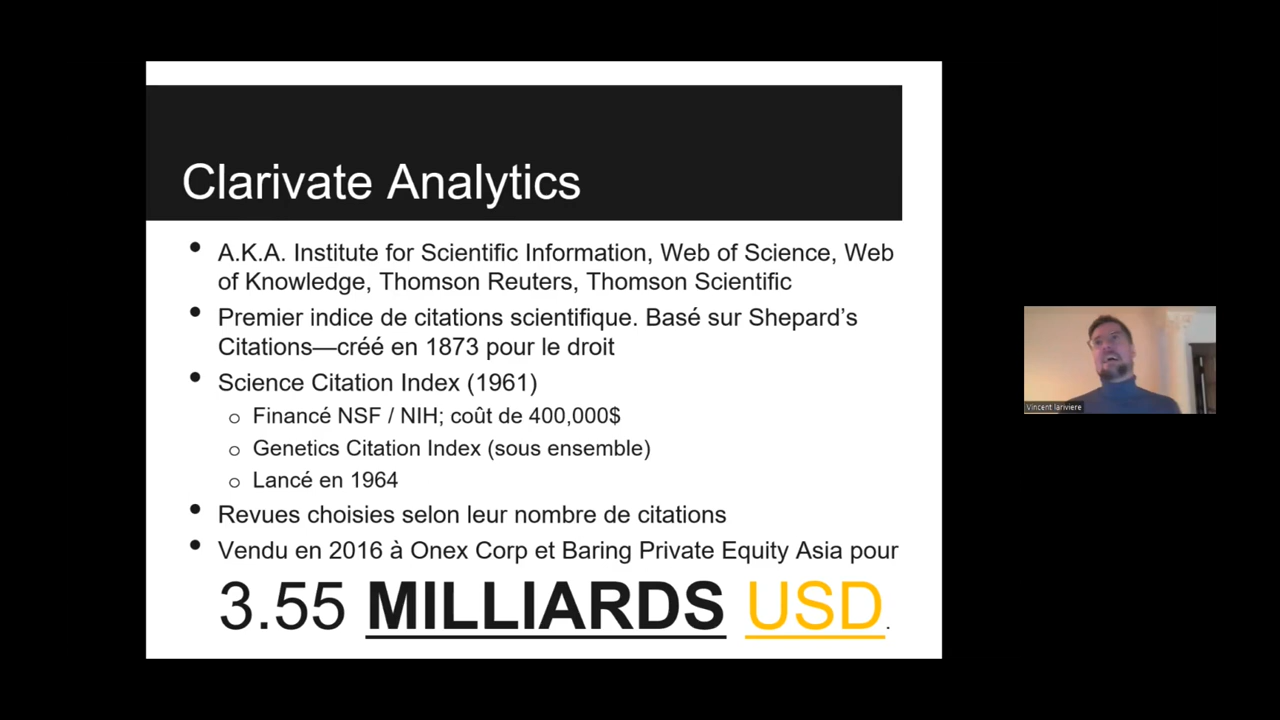 Clarivate Analytics
• A.K.A. Institute for Scientific Information, Web of Science, Web
of Knowledge, Thomson Reuters, Thomson Scientific
• Premier indice de citations scientifique. Basé sur Shepard’s
Citations—créé en 1873 pour le droit
• Science Citation Index (1961)
o Financé NSF / NIH; coût de 400,000$
o Genetics Citation Index (sous ensemble)
o Lancé en 1964
• Revues choisies selon leur nombre de citations
• Vendu en 2016 à Onex Corp et Baring Private Equity Asia pour
3.55 MILLIARDS USD.
Vincent lariviere